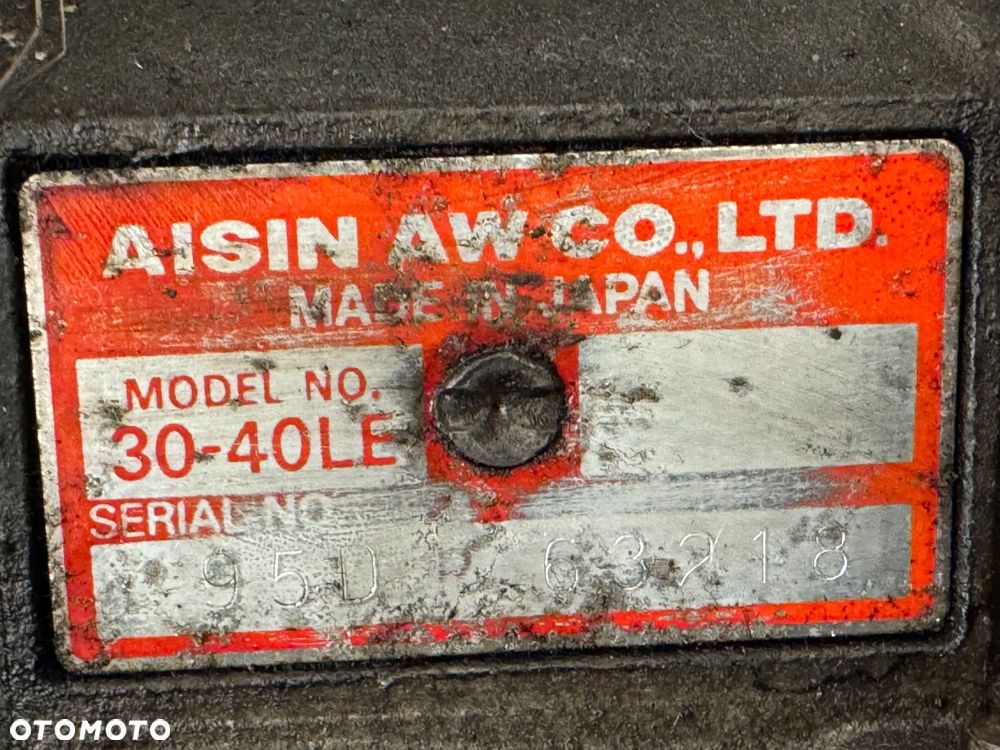 AISIN AW CO., LTD.
MADE IN JAPAN
MODEL NO.
30-40LE
SERIAL NO.
95D 63218
OTOMOTO